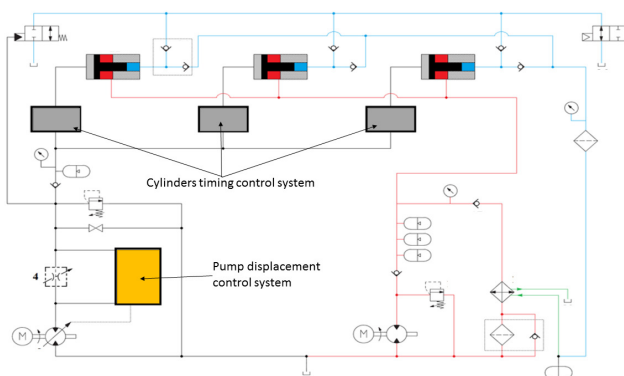 Cylinders timing control system
4
Pump displacement
control system
M
M